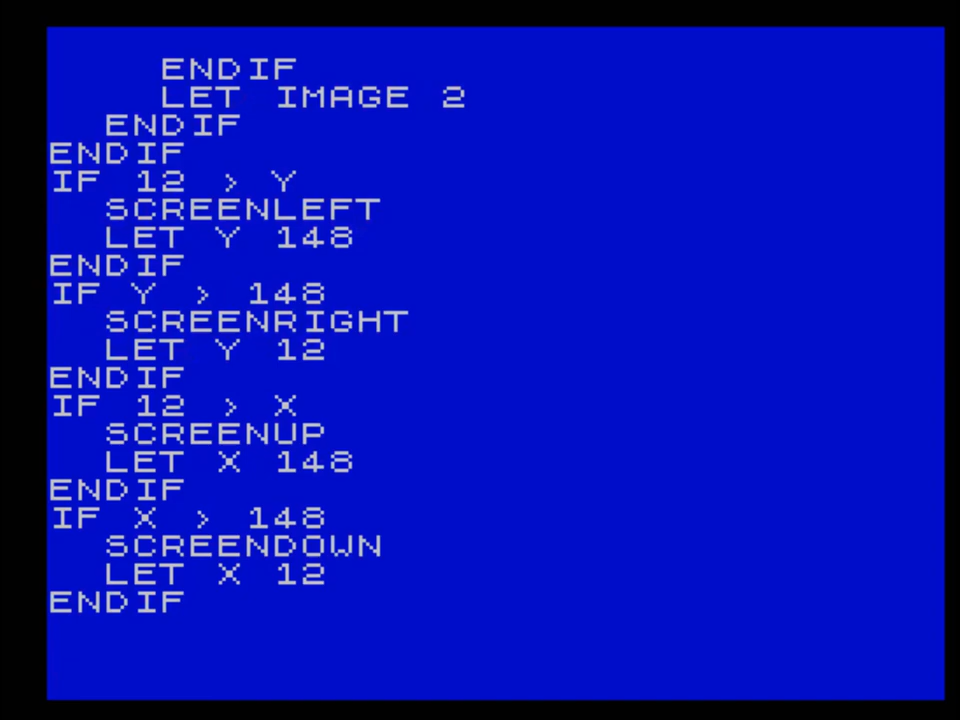 ENDIF
LET IMAGE 2
ENDIF
ENDIF
IF 12 > Y
SCREENLEFT
LET Y 148
ENDIF
IF Y > 148
SCREENRIGHT
LET Y 12
ENDIF
IF 12 > X
SCREENUP
LET X 148
ENDIF
IF X > 148
SCREENDOWN
LET X 12
ENDIF